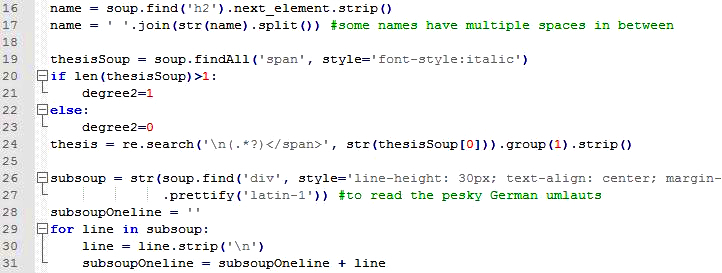 16 name = soup.find('h2').next_element.strip()
17 name = ' '.join(str(name).split()) #some names have multiple spaces in between
18
19 thesisSoup = soup.findAll('span', style='font-style:italic')
20 if len(thesisSoup)>1:
21     degree2=1
22 else:
23     degree2=0
24 thesis = re.search('\n(.*?)</span>', str(thesisSoup[0])).group(1).strip()
25
26 subsoup = str(soup.find('div', style='line-height: 30px; text-align: center; margin-
27               .prettify('latin-1')) #to read the pesky German umlauts
28 subsoupOneline = ''
29 for line in subsoup:
30     line = line.strip('\n')
31     subsoupOneline = subsoupOneline + line